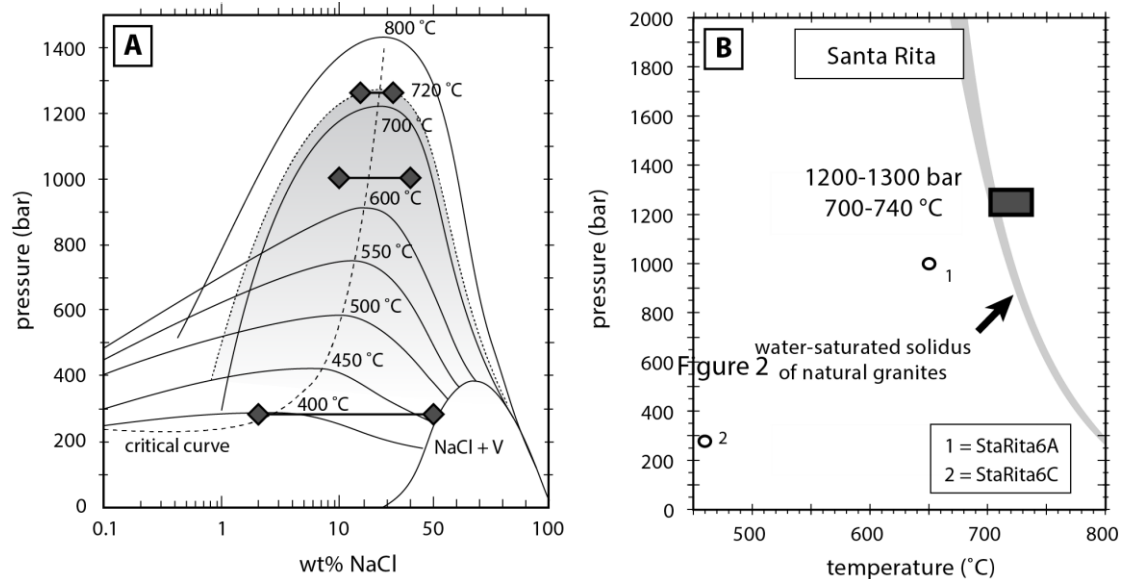 A
pressure (bar)
1400
1200
1000
800
600
400
200
0
800 ˚C
720 ˚C
700 ˚C
600 ˚C
550 ˚C
500 ˚C
450 ˚C
400 ˚C
critical curve
NaCl + V
0.1
1
10
50
100
wt% NaCl
B
Santa Rita
pressure (bar)
2000
1800
1600
1400
1200
1000
800
600
400
200
0
1200-1300 bar
700-740 ˚C
1
water-saturated solidus
of natural granites
Figure 2
2
1 = StaRita6A
2 = StaRita6C
500
600
700
800
temperature (˚C)